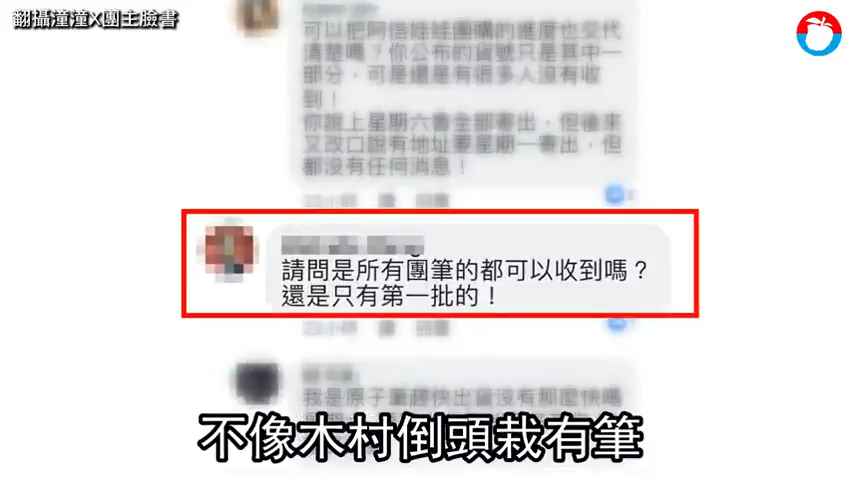 翻攝潼潼X團主臉書
可以把阿信娃娃團購的進度也交代
清楚嗎？你公布的貨號只是其中一
部分，可是還是有很多人沒有收
到！
你說上星期六會全部寄出，但後來
又改口說有地址要星期一寄出，但
都沒有任何消息！
請問是所有團筆的都可以收到嗎？
還是只有第一批的！
我是原子筆
不像木村倒頭栽有筆